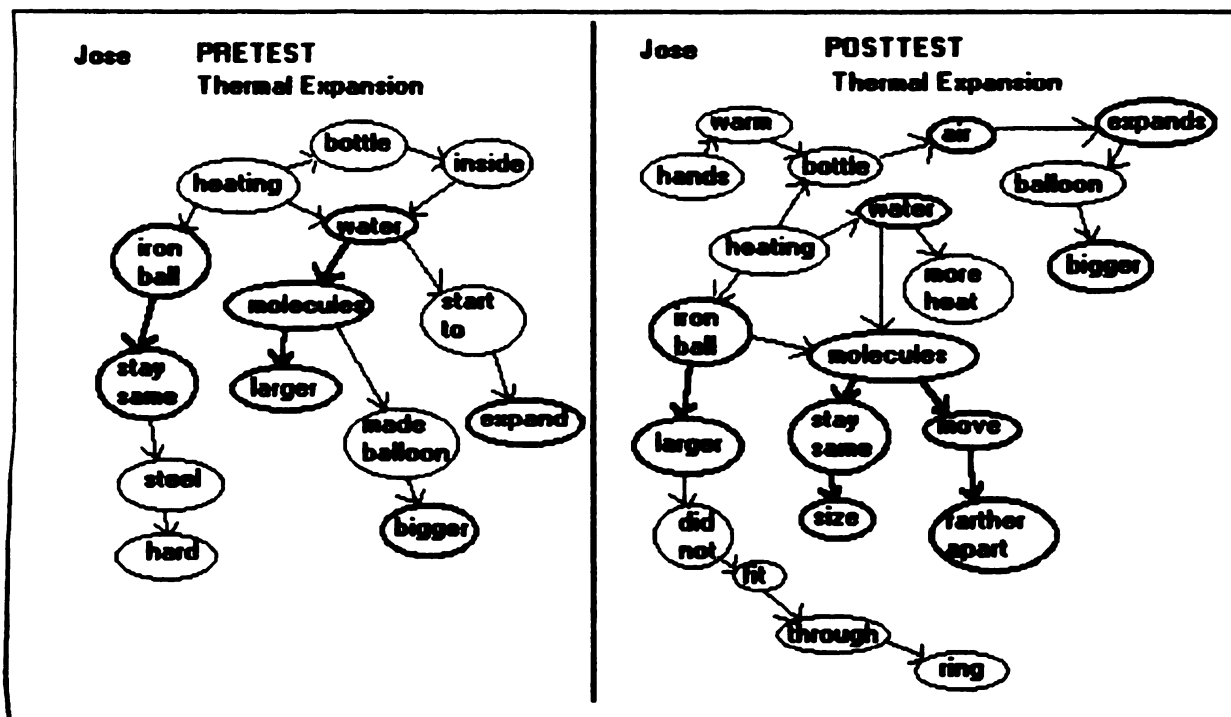 Jose PRETEST
Thermal Expansion
bottle
inside
heating
water
iron
ball
molecules
start
to
stay
same
larger
expand
made
balloon
steel
bigger
hard
Jose POSTTEST
Thermal Expansion
warm
air
expands
hands
bottle
balloon
water
heating
bigger
more
heat
iron
ball
molecules
larger
stay
same
move
size
farther
apart
did
not
fit
through
ring